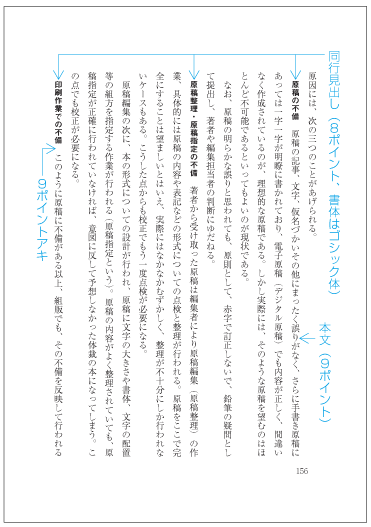 同行見出し（8ポイント，書体はゴシック体）
本文（9ポイント）
9ポイントアキ
原因には，次の三つのことがあげられる。
原稿の不備　原稿の記事・文字，仮名づかいその他にまったく誤りがなく，さらに手書き原稿に
あっては一字一字が明瞭に書かれており，電子原稿（デジタル原稿）でも内容が正しく，間違い
なく作成されているのが，理想的な原稿である。しかし実際には，そのような原稿を望むのはほ
とんど不可能であるといってもよいのが現状である。
なお，原稿の明らかな誤りと思われても，原則として，赤字で訂正しないで，鉛筆の疑問とし
て提出し，著者や編集担当者の判断にゆだねる。
原稿整理・原稿指定の不備　著者から受け取った原稿は編集者により原稿編集（原稿整理）の作
業，具体的には原稿の内容や表記などの形式についての点検と整理が行われる。原稿をここで完
全にすることは望ましいとはいえ，実際にはなかなかむずかしく，整理が不十分にしか行われな
いケースもある。こうした点からも校正でもう一度点検が必要になる。
原稿編集の次に，本の形式についての設計が行われ，原稿に文字の大きさや書体，文字の配置
等の組方を指定する作業が行われる（原稿指定という）。原稿の内容がよく整理されていても，原
稿指定が正確に行われていなければ，意図に反して予想しなかった体裁の本になってしまう。こ
の点でも校正が必要になる。
印刷作業での不備　このように原稿に不備がある以上，組版でも，その不備を反映して行われる
156